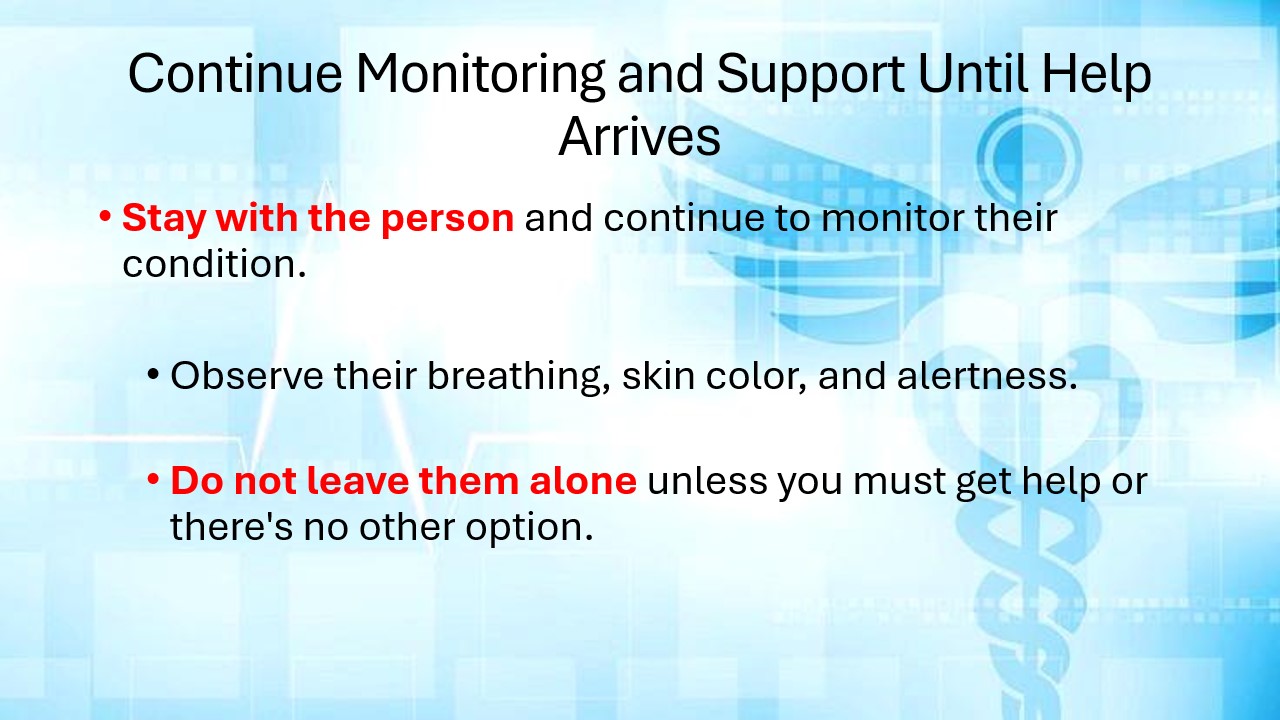 Continue Monitoring and Support Until Help
Arrives
• Stay with the person and continue to monitor their
condition.
• Observe their breathing, skin color, and alertness.
• Do not leave them alone unless you must get help or
there's no other option.